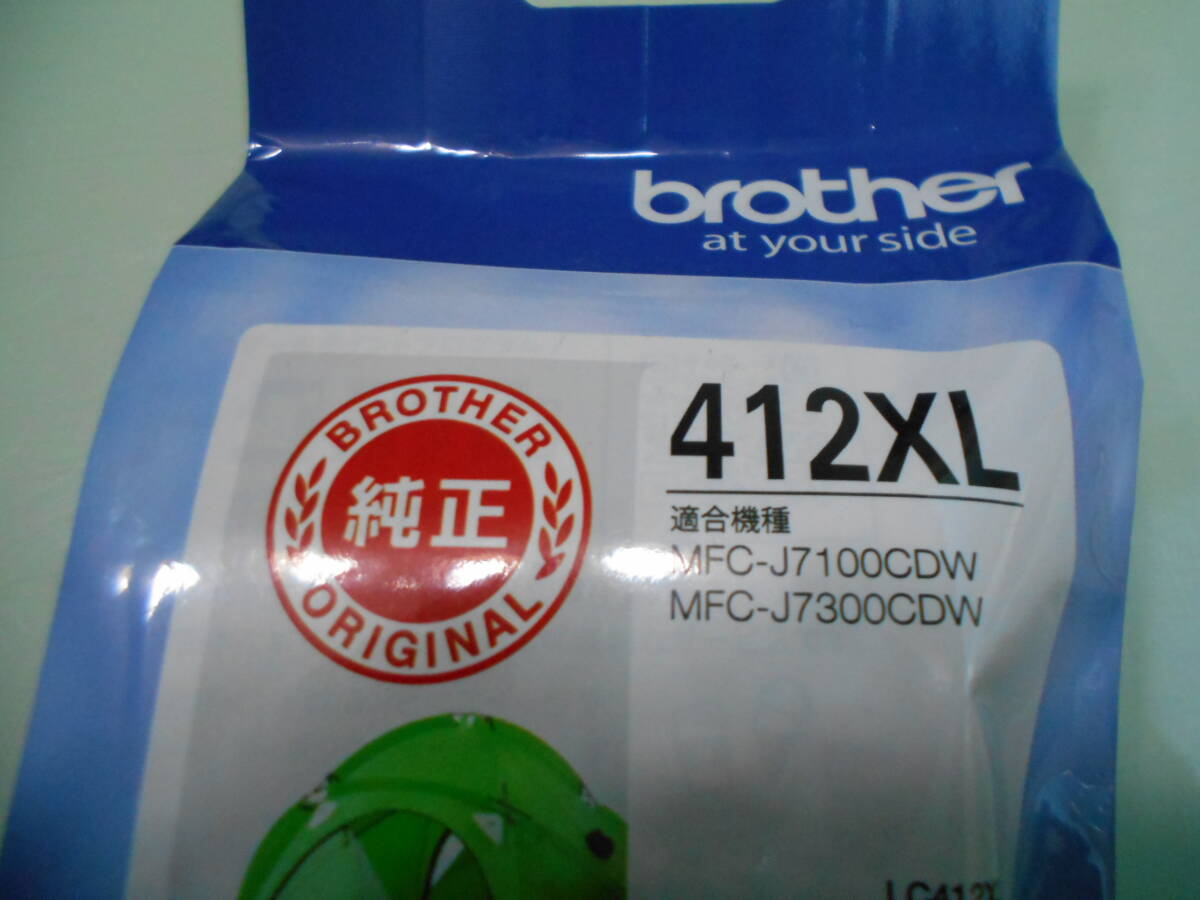 brother
at your side
BROTHER
純正
ORIGINAL
412XL
適合機種
MFC-J7100CDW
MFC-J7300CDW